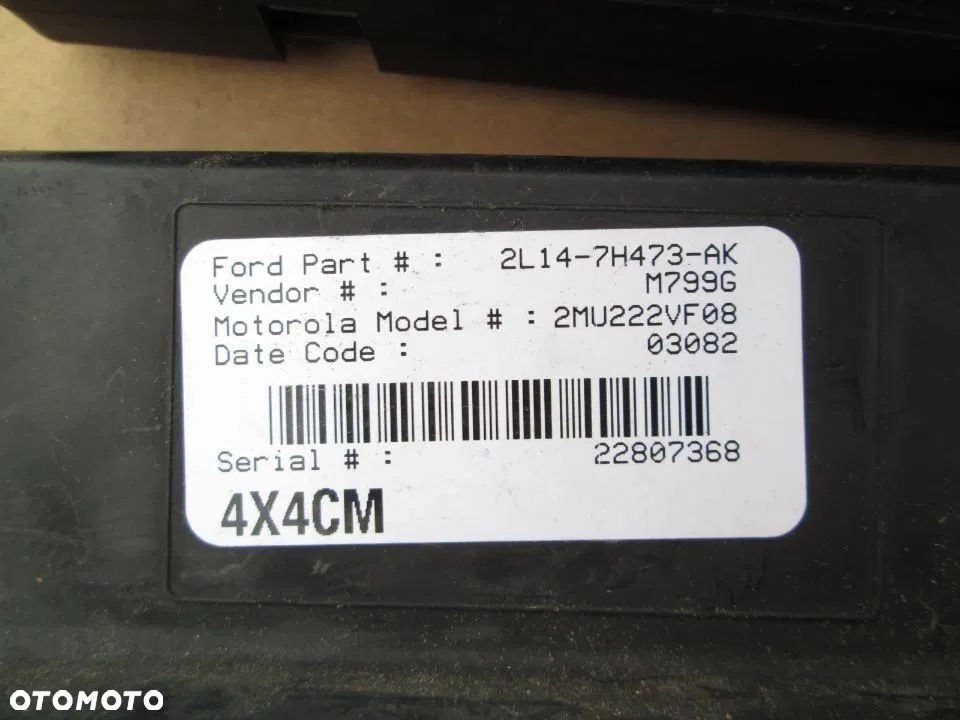 Ford Part # : 2L14-7H473-AK
Vendor # : M799G
Motorola Model # : 2MU222VF08
Date Code : 03082
Serial # : 22807368
4X4CM
OTOMOTO